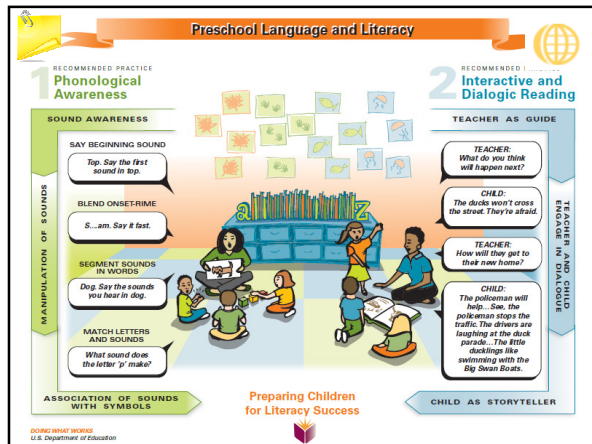 Preschool Language and Literacy
1
RECOMMENDED PRACTICE
Phonological
Awareness
SOUND AWARENESS
MANIPULATION OF SOUNDS
SAY BEGINNING SOUND
Top. Say the first
sound in top.
BLEND ONSET-RIME
S....am. Say it fast.
SEGMENT SOUNDS
IN WORDS
Dog. Say the sounds
you hear in dog.
MATCH LETTERS
AND SOUNDS
What sound does
the letter 'p' make?
ASSOCIATION OF SOUNDS
WITH SYMBOLS
a z
2
RECOMMENDED
Interactive and
Dialogic Reading
TEACHER AS GUIDE
TEACHER:
What do you think
will happen next?
CHILD:
The ducks won't cross
the street. They're afraid.
TEACHER:
How will they get to
their new home?
CHILD:
The policeman will
help...See, the
policeman stops the
traffic.The drivers are
laughing at the duck
parade...The little
ducklings like
swimming with the
Big Swan Boats.
TEACHER AND CHILD
ENGAGE IN DIALOGUE
CHILD AS STORYTELLER
Preparing Children
for Literacy Success
DOING WHAT WORKS
U.S. Department of Education